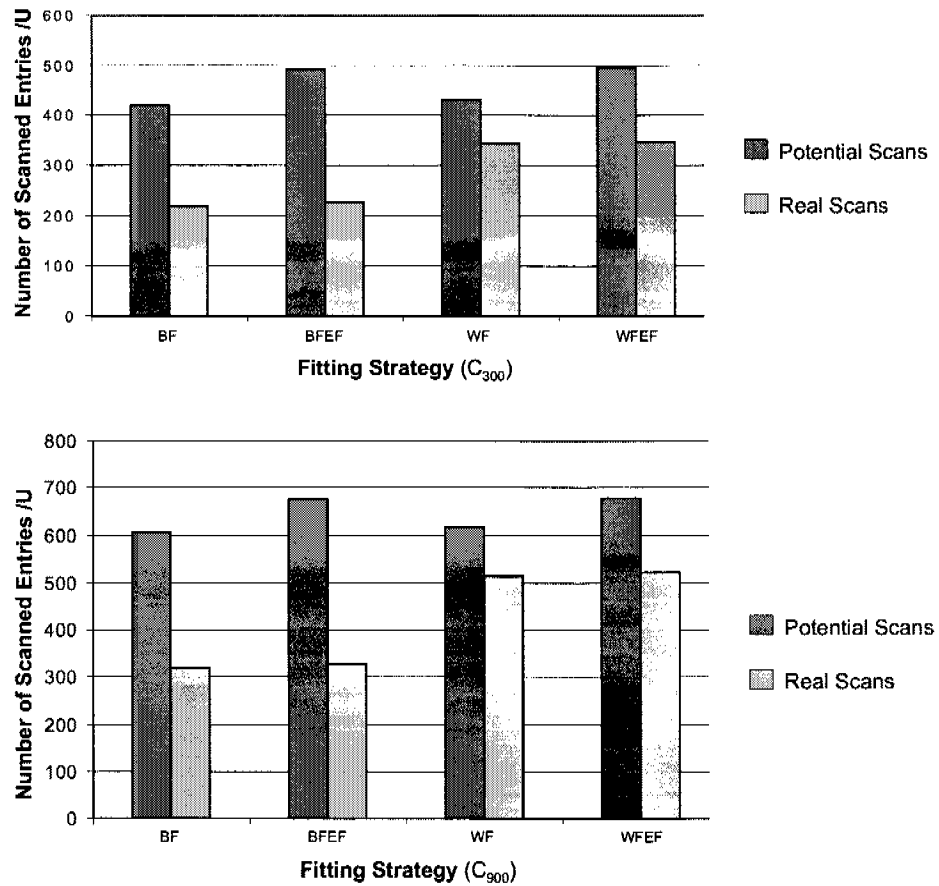 Number of Scanned Entries /U
600
500
400
300
200
100
0
BF BFEF WF WFEF
Fitting Strategy (C300)
Potential Scans
Real Scans
Number of Scanned Entries /U
800
700
600
500
400
300
200
100
0
BF BFEF WF WFEF
Fitting Strategy (C900)
Potential Scans
Real Scans